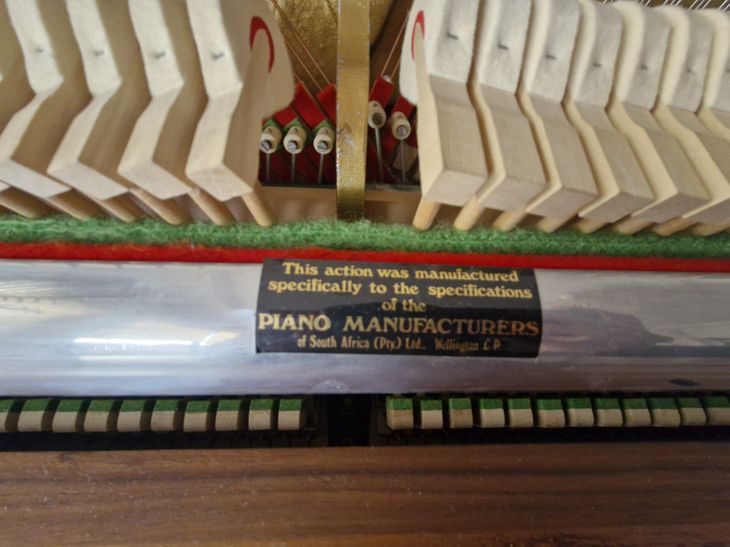 This action was manufactured
specifically to the specifications
of the
PIANO MANUFACTURERS
of South Africa (Pty.) Ltd., Wellington C.P.